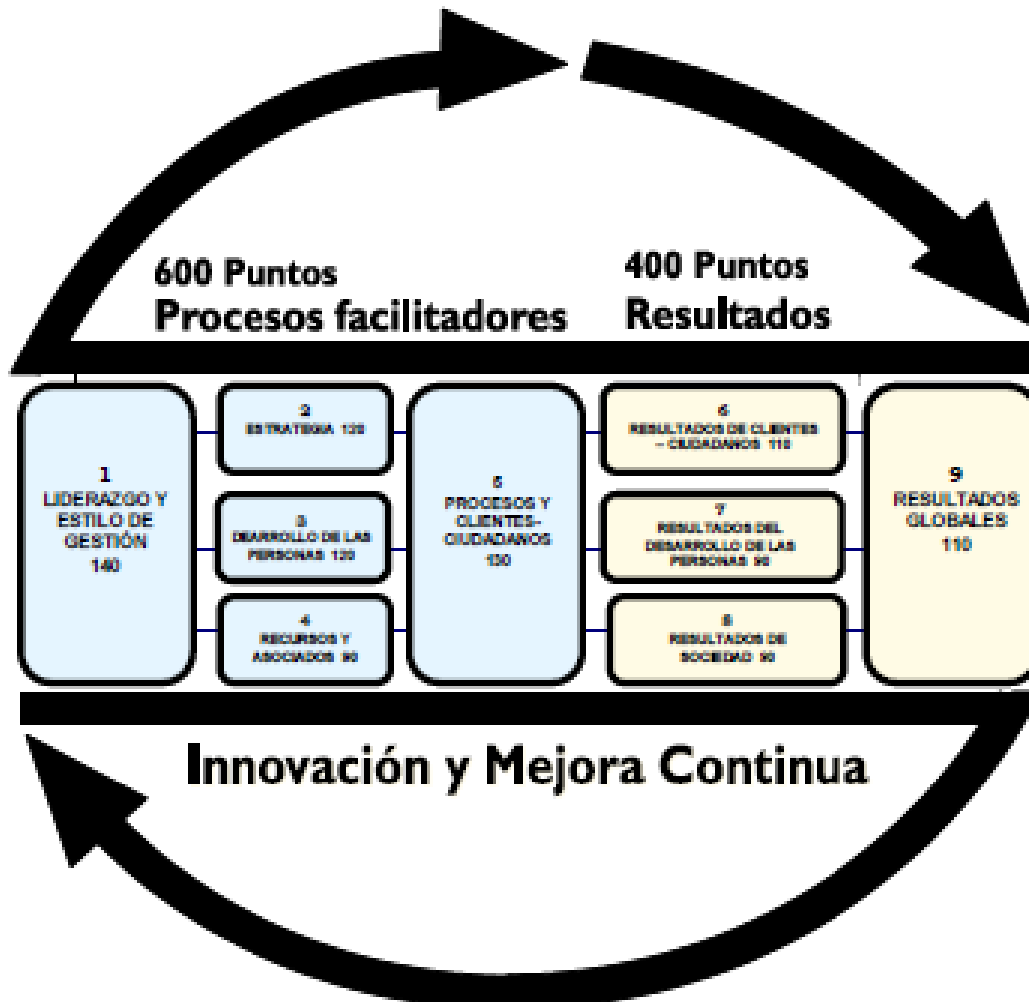 600 Puntos
Procesos facilitadores
400 Puntos
Resultados
1
LIDERAZGO Y
ESTILO DE
GESTIÓN
140
2
ESTRATEGIA 120
3
DEARROLLO DE LAS
PERSONAS 120
4
RECURSOS Y
ASOCIADOS 90
5
PROCESOS Y
CLIENTES-
CIUDADANOS
130
6
RESULTADOS DE CLIENTES
– CIUDADANOS 110
7
RESULTADOS DEL
DESARROLLO DE LAS
PERSONAS 90
8
RESULTADOS DE
SOCIEDAD 90
9
RESULTADOS
GLOBALES
110
Innovación y Mejora Continua